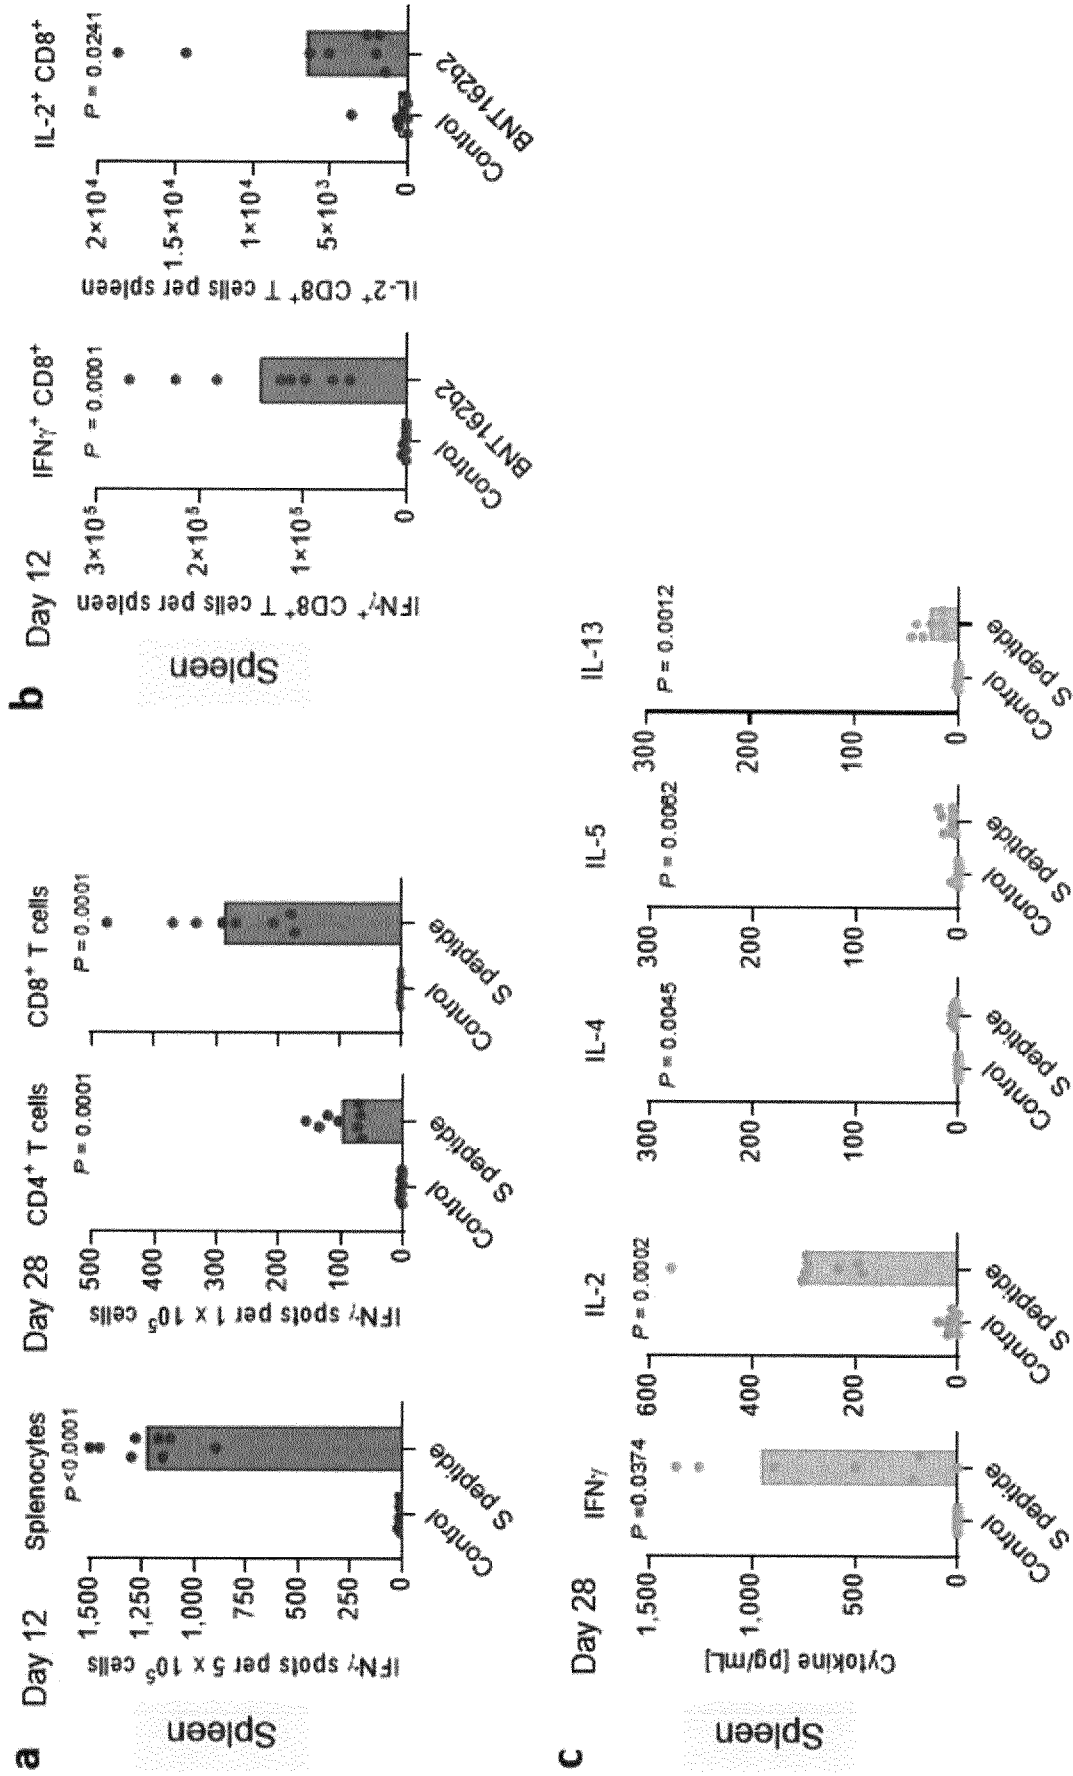 a
Day 12
Splenocytes
Day 28
CD4⁺ T cells
CD8⁺ T cells
Spleen
IFNγ spots per 5 x 10⁵ cells
1,500
1,250
1,000
750
500
250
0
P<0.0001
Control
S peptide
IFNγ spots per 1 x 10⁵ cells
500
400
300
200
100
0
P = 0.0001
Control
S peptide
P = 0.0001
Control
S peptide
b
Day 12
IFNγ⁺ CD8⁺
IL-2⁺ CD8⁺
Spleen
IFNγ⁺ CD8⁺ T cells per spleen
3×10⁵
2×10⁵
1×10⁵
0
P = 0.0001
Control
BNT162b2
IL-2⁺ CD8⁺ T cells per spleen
2×10⁴
1.5×10⁴
1×10⁴
5×10³
0
P = 0.0241
Control
BNT162b2
c
Day 28
IFNγ
IL-2
IL-4
IL-5
IL-13
Spleen
Cytokine [pg/mL]
1,500
1,000
500
0
P =0.0374
Control
S peptide
600
400
200
0
P = 0.0002
Control
S peptide
300
200
100
0
P = 0.0045
Control
S peptide
300
200
100
0
P = 0.0062
Control
S peptide
300
200
100
0
P = 0.0012
Control
S peptide